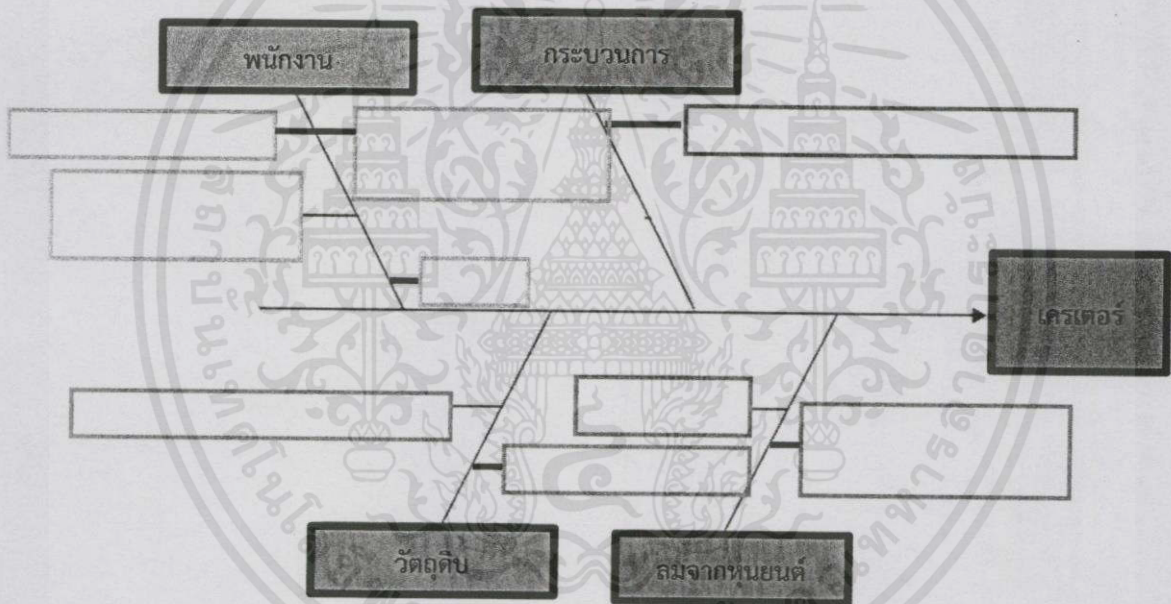 พนักงาน
กระบวนการ
เครเตอร์
วัตถุดิบ
ลมจากหุ่นยนต์